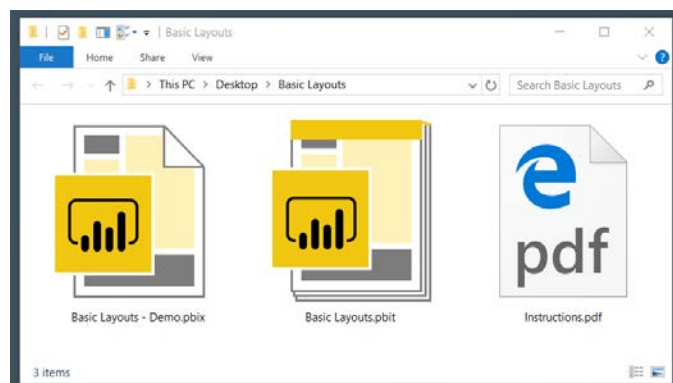 Basic Layouts
File Home Share View
This PC > Desktop > Basic Layouts
Search Basic Layouts
pdf
Basic Layouts - Demo.pbix
Basic Layouts.pbit
Instructions.pdf
3 items